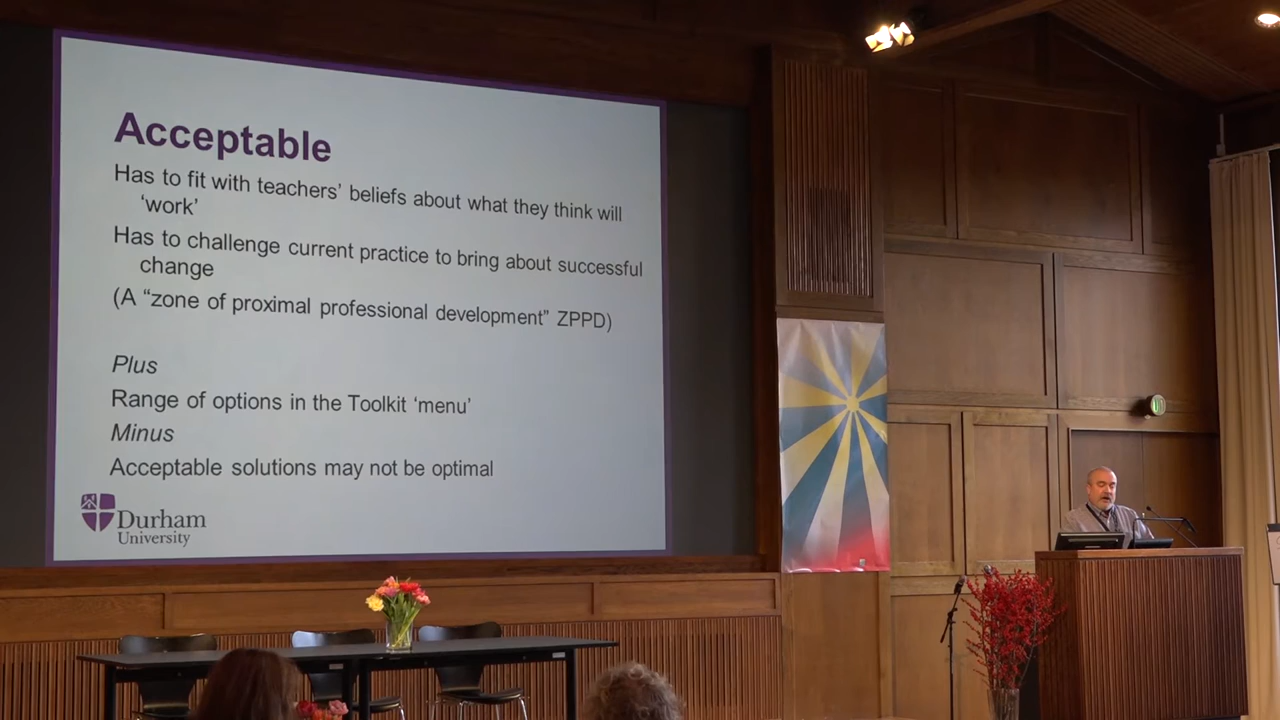 Acceptable
Has to fit with teachers’ beliefs about what they think will
‘work’
Has to challenge current practice to bring about successful
change
(A “zone of proximal professional development” ZPPD)
Plus
Range of options in the Toolkit ‘menu’
Minus
Acceptable solutions may not be optimal
Durham
University